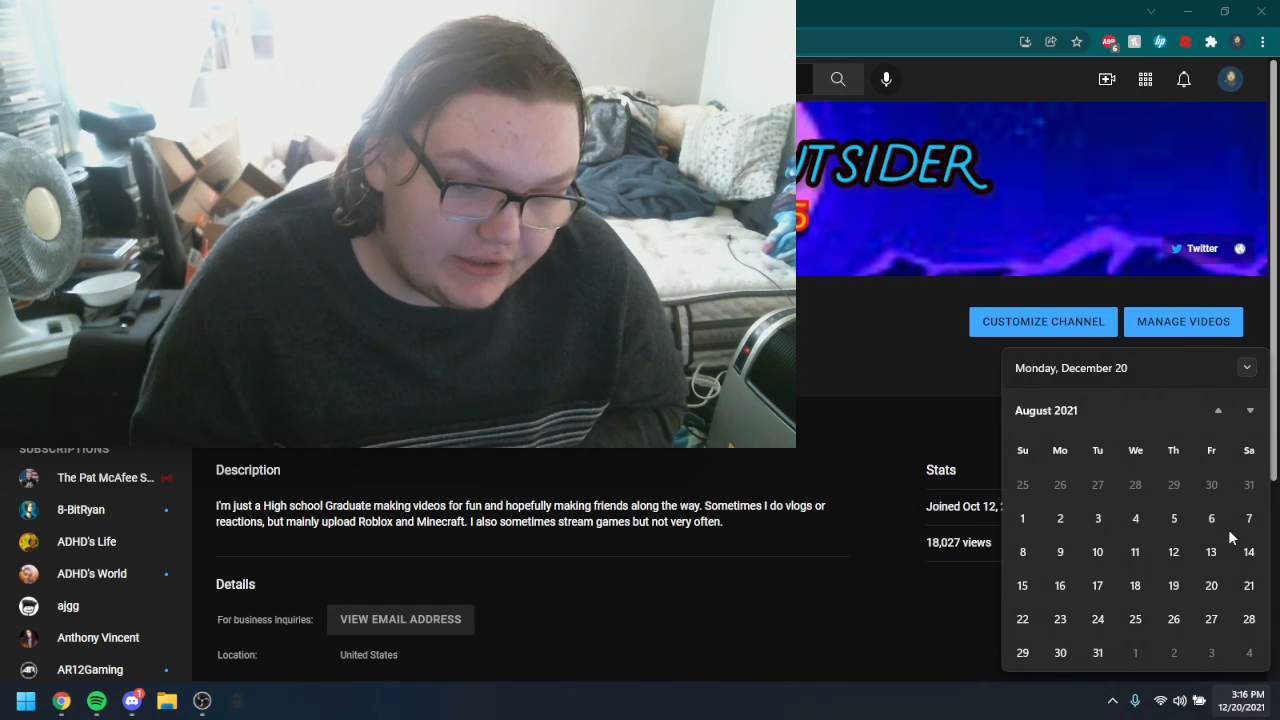 UTSIDER
5
Twitter
CUSTOMIZE CHANNEL
MANAGE VIDEOS
Monday, December 20
August 2021
Su Mo Tu We Th Fr Sa
25 26 27 28 29 30 31
1 2 3 4 5 6 7
8 9 10 11 12 13 14
15 16 17 18 19 20 21
22 23 24 25 26 27 28
29 30 31 1 2 3 4
SUBSCRIPTIONS
The Pat McAfee S...
8-BitRyan
ADHD's Life
ADHD's World
ajgg
Anthony Vincent
AR12Gaming
Description
I'm just a High school Graduate making videos for fun and hopefully making friends along the way. Sometimes I do vlogs or
reactions, but mainly upload Roblox and Minecraft. I also sometimes stream games but not very often.
Details
For business inquiries:
VIEW EMAIL ADDRESS
Location:
United States
Stats
Joined Oct 12,
18,027 views
3:16 PM
12/20/2021